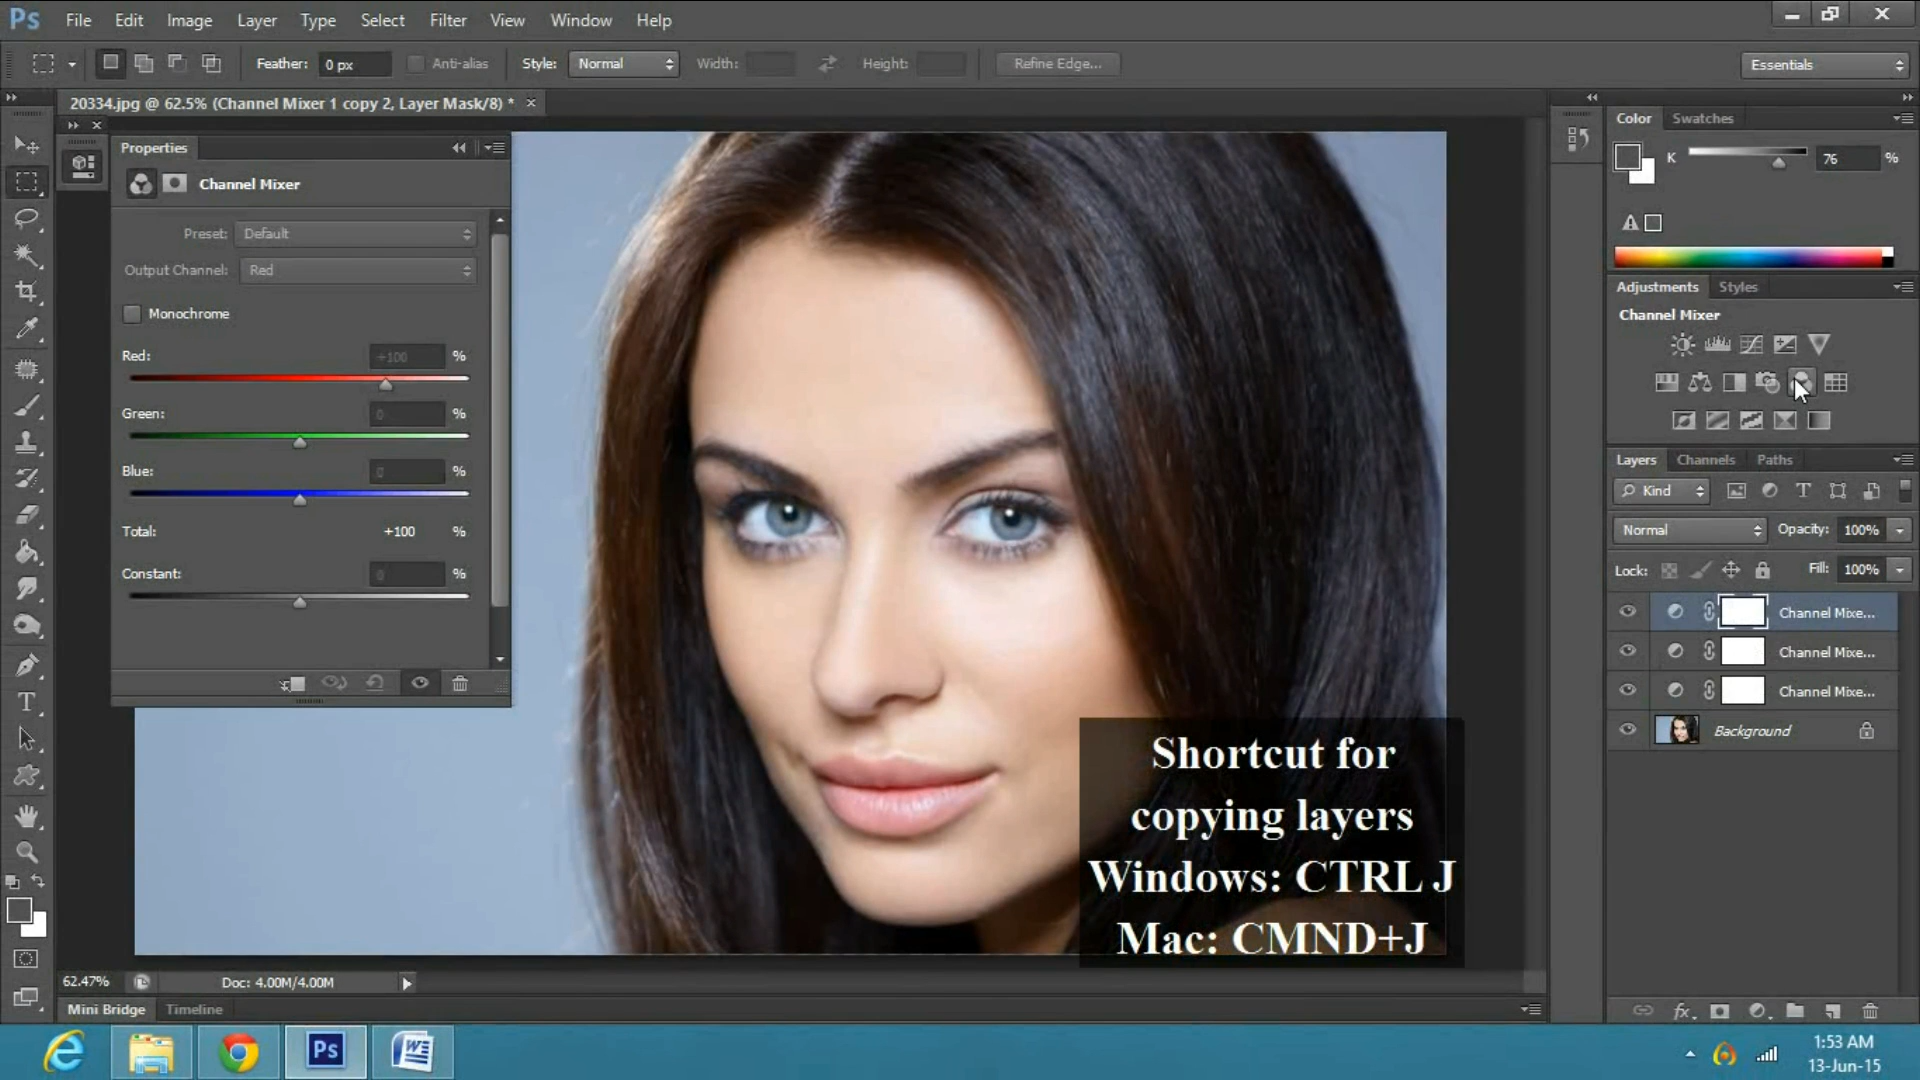 Ps File Edit Image Layer Type Select Filter View Window Help
Feather: 0 px Anti-alias Style: Normal Width: Height: Refine Edge... Essentials
20334.jpg @ 62.5% (Channel Mixer 1 copy 2, Layer Mask/8) * ×
Properties
Channel Mixer
Preset: Default
Output Channel: Red
Monochrome
Red: +100 %
Green: 0 %
Blue: 0 %
Total: +100 %
Constant: 0 %
Color Swatches
K 76 %
Adjustments Styles
Channel Mixer
Layers Channels Paths
Kind
Normal Opacity: 100%
Lock: Fill: 100%
Channel Mixe...
Channel Mixe...
Channel Mixe...
Background
Shortcut for
copying layers
Windows: CTRL J
Mac: CMND+J
62.47% Doc: 4.00M/4.00M
Mini Bridge Timeline
Ps
1:53 AM
13-Jun-15